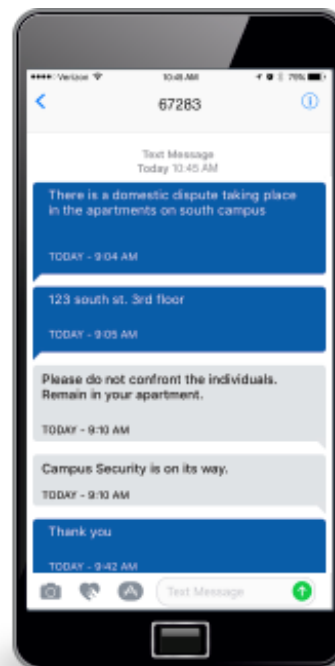 Verizon 10:45 AM 76%
67283
Text Message
Today 10:45 AM
There is a domestic dispute taking place
in the apartments on south campus
TODAY - 9:04 AM
123 south st. 3rd floor
TODAY - 9:05 AM
Please do not confront the individuals.
Remain in your apartment.
TODAY - 9:10 AM
Campus Security is on its way.
TODAY - 9:10 AM
Thank you
TODAY - 9:42 AM
Text Message